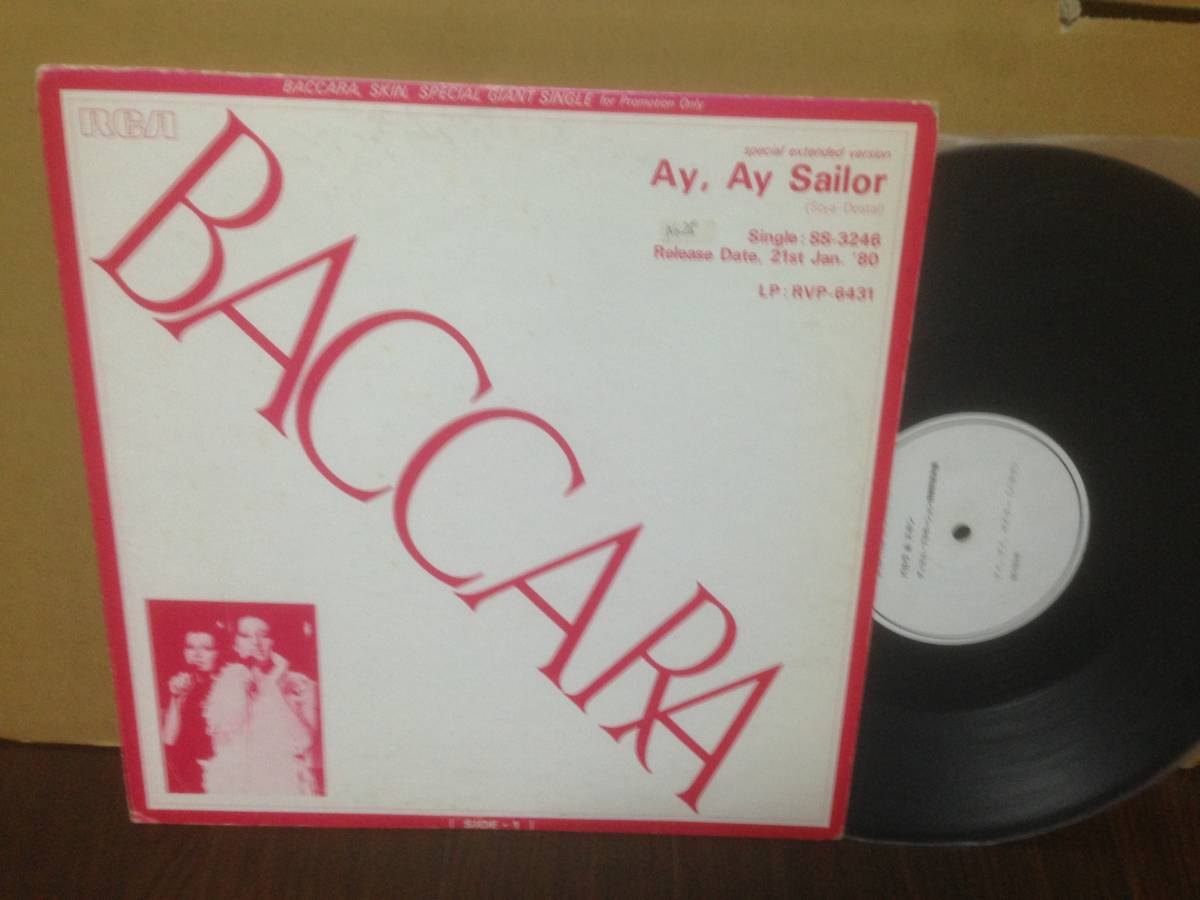 BACCARA, SKIN, SPECIAL GIANT SINGLE for Promotion Only
RCA
special extended version
Ay, Ay Sailor
(Soya-Dostal)
Single: SS-3246
Release Date, 21st Jan. '80
LP: RVP-6431
BACCARA
SIDE-1